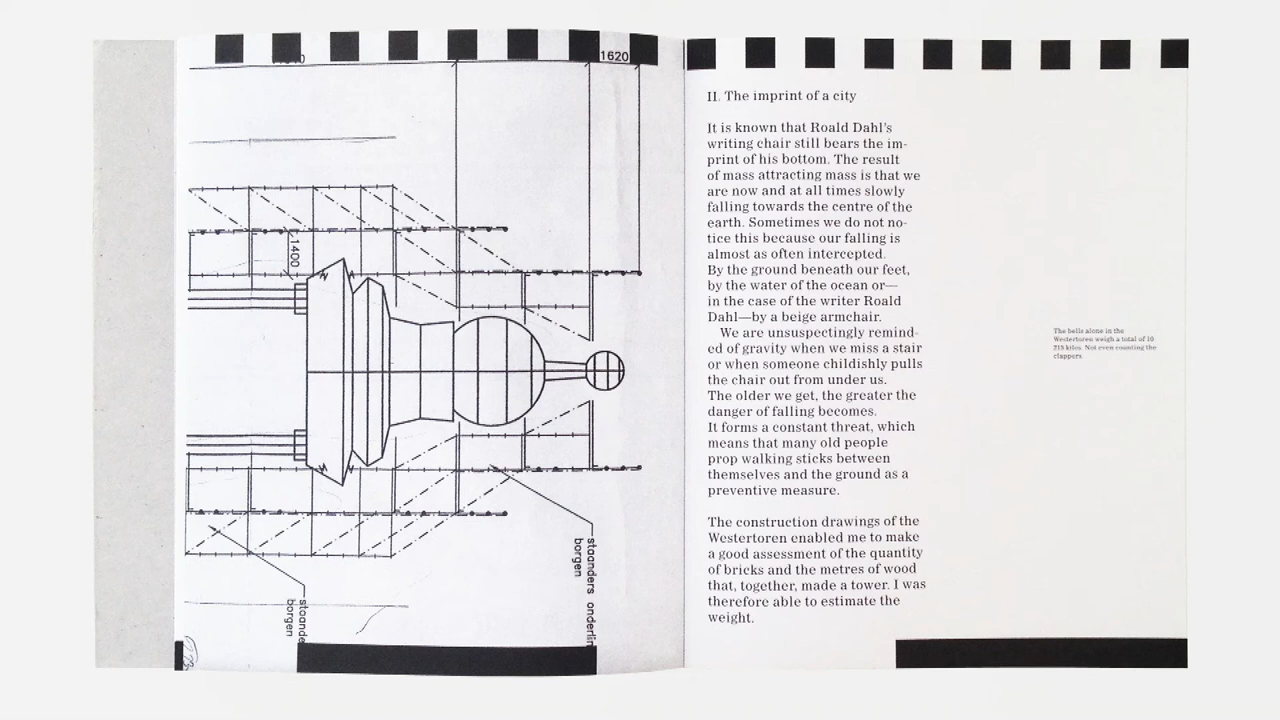 1620
1400
staanders onderlin
borgen
staande
borgen
II. The imprint of a city
It is known that Roald Dahl's
writing chair still bears the im-
print of his bottom. The result
of mass attracting mass is that we
are now and at all times slowly
falling towards the centre of the
earth. Sometimes we do not no-
tice this because our falling is
almost as often intercepted.
By the ground beneath our feet,
by the water of the ocean or—
in the case of the writer Roald
Dahl—by a beige armchair.
We are unsuspectingly remind-
ed of gravity when we miss a stair
or when someone childishly pulls
the chair out from under us.
The older we get, the greater the
danger of falling becomes.
It forms a constant threat, which
means that many old people
prop walking sticks between
themselves and the ground as a
preventive measure.
The construction drawings of the
Westertoren enabled me to make
a good assessment of the quantity
of bricks and the metres of wood
that, together, made a tower. I was
therefore able to estimate the
weight.
The bells alone in the
Westertoren weigh a total of 10
215 kilos. Not even counting the
clappers.